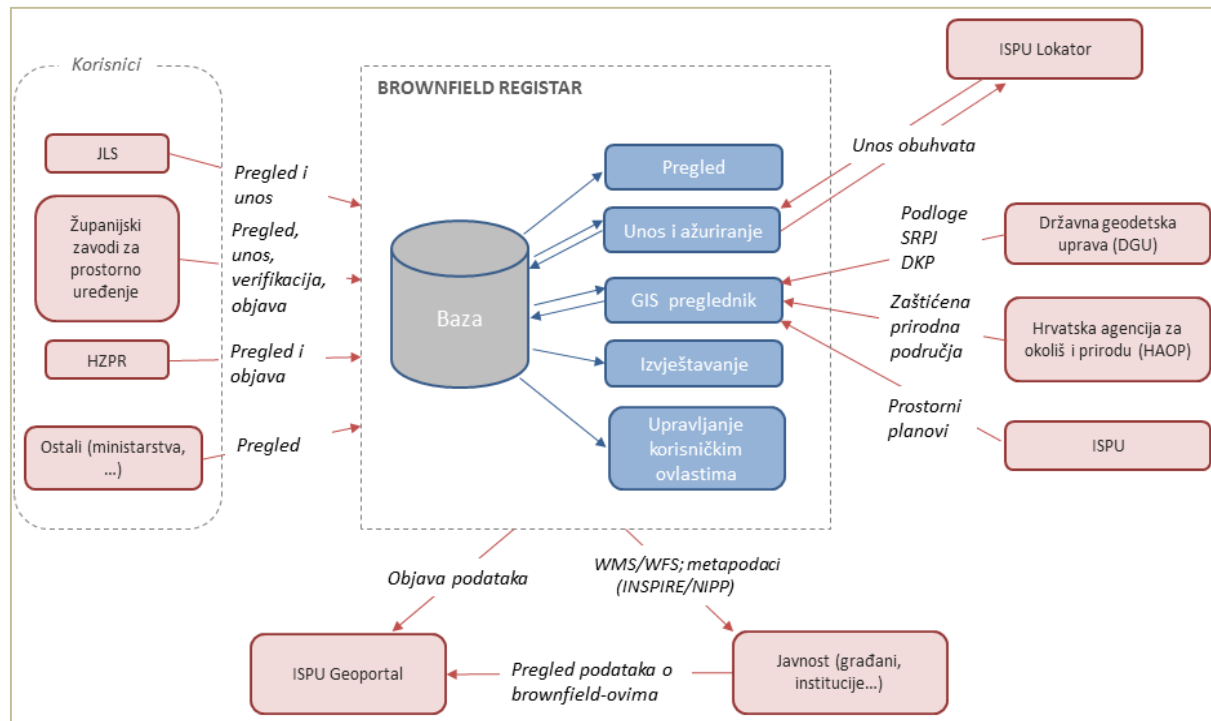 Korisnici
JLS
Županijski
zavodi za
prostorno
uređenje
HZPR
Ostali (ministarstva,
...)
Pregled i
unos
Pregled,
unos,
verifikacija,
objava
Pregled i
objava
Pregled
BROWNFIELD REGISTAR
Baza
Pregled
Unos i ažuriranje
GIS preglednik
Izvještavanje
Upravljanje
korisničkim
ovlastima
ISPU Lokator
Unos obuhvata
Podloge
SRPJ
DKP
Državna geodetska
uprava (DGU)
Zaštićena
prirodna
područja
Hrvatska agencija za
okoliš i prirodu (HAOP)
Prostorni
planovi
ISPU
Objava podataka
WMS/WFS; metapodaci
(INSPIRE/NIPP)
ISPU Geoportal
Pregled podataka o
brownfield-ovima
Javnost (građani,
institucije...)